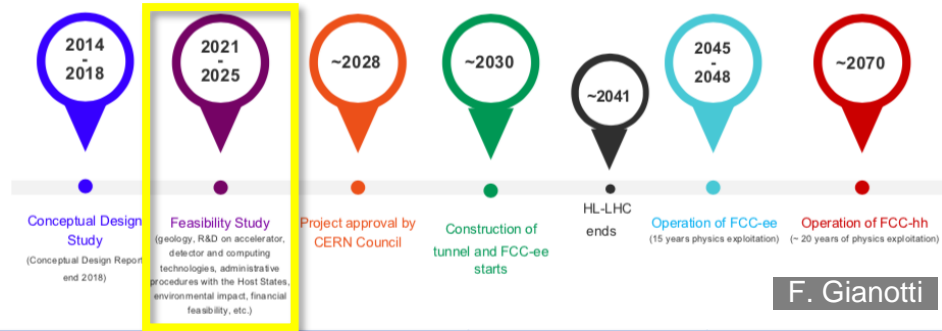 2014
-
2018
2021
-
2025
~2028
~2030
~2041
2045
-
2048
~2070
Conceptual Design
Study
(Conceptual Design Report
end 2018)
Feasibility Study
(geology, R&D on accelerator,
detector and computing
technologies, administrative
procedures with the Host States,
environmental impact, financial
feasibility, etc.)
Project approval by
CERN Council
Construction of
tunnel and FCC-ee
starts
HL-LHC
ends
Operation of FCC-ee
(15 years physics exploitation)
Operation of FCC-hh
(~ 20 years of physics exploitation)
F. Gianotti